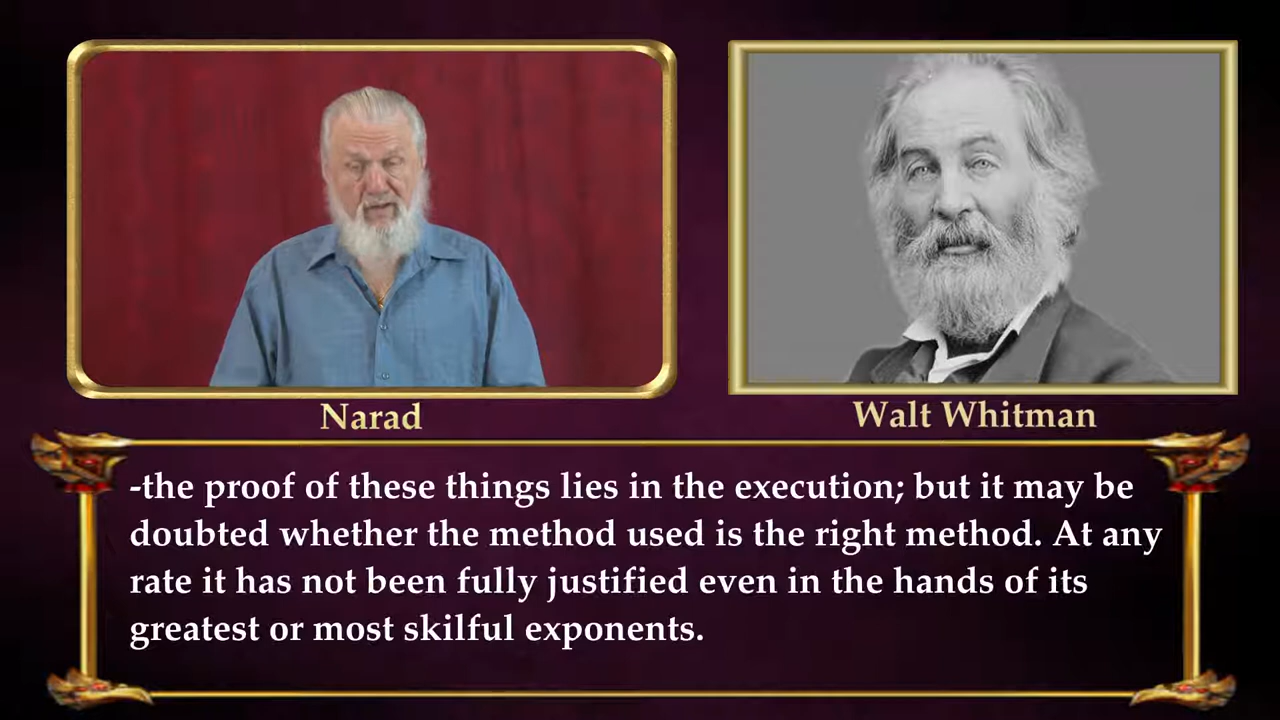 Narad
Walt Whitman
-the proof of these things lies in the execution; but it may be
doubted whether the method used is the right method. At any
rate it has not been fully justified even in the hands of its
greatest or most skilful exponents.